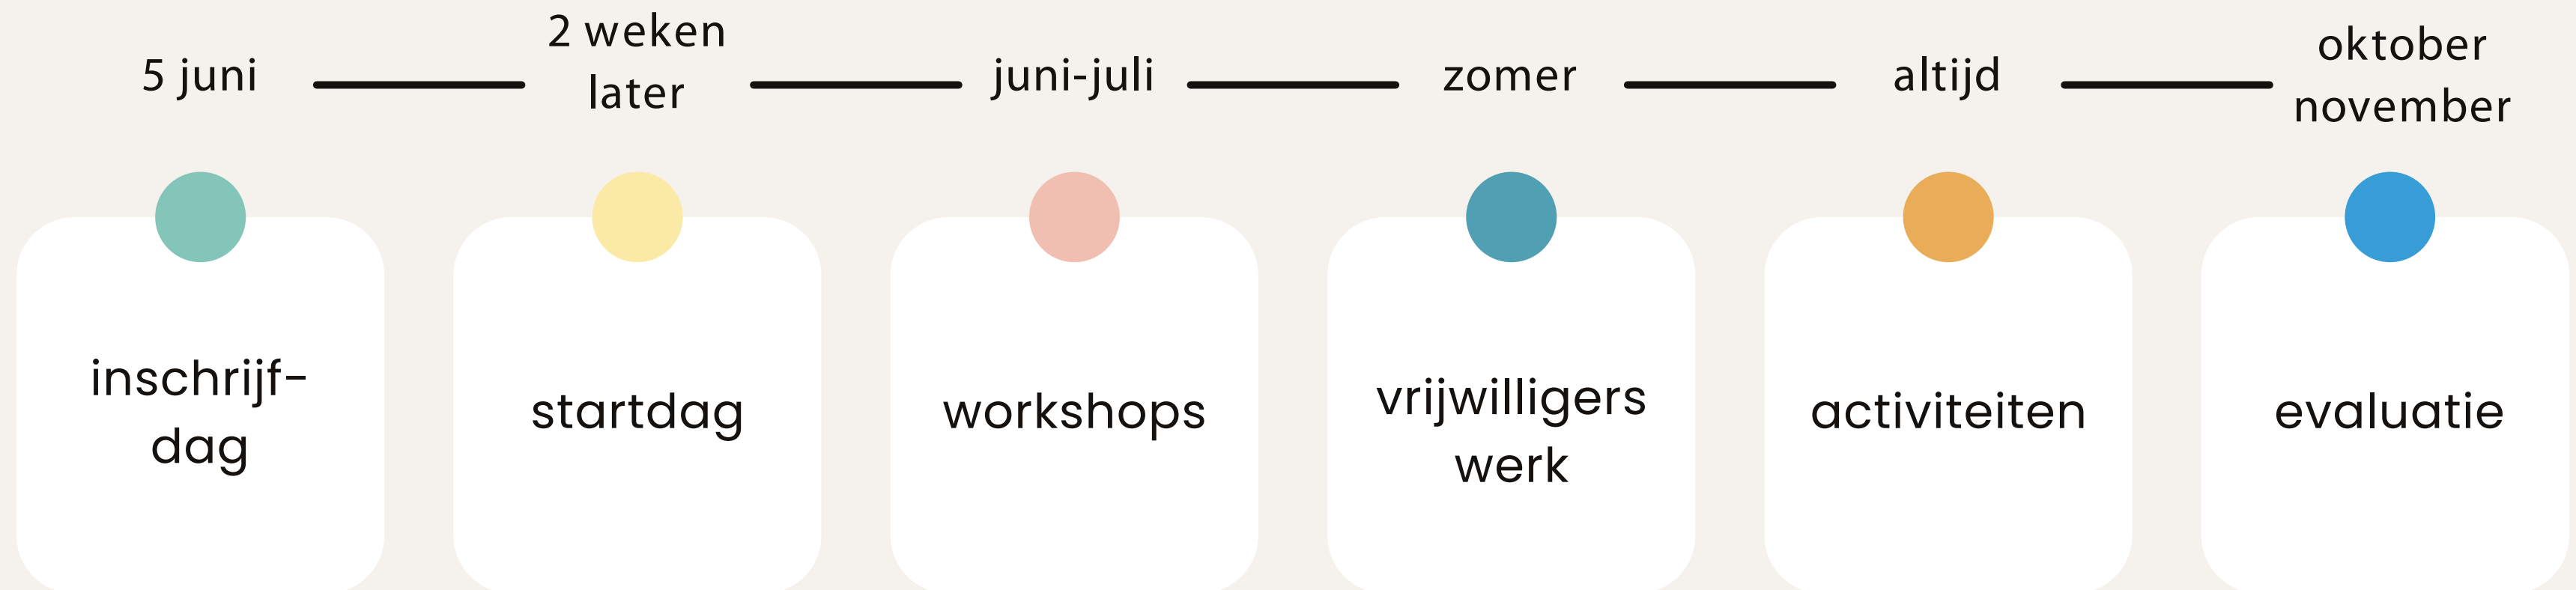 5 juni
2 weken
later
juni-juli
zomer
altijd
oktober
november
inschrijf-
dag
startdag
workshops
vrijwilligers
werk
activiteiten
evaluatie